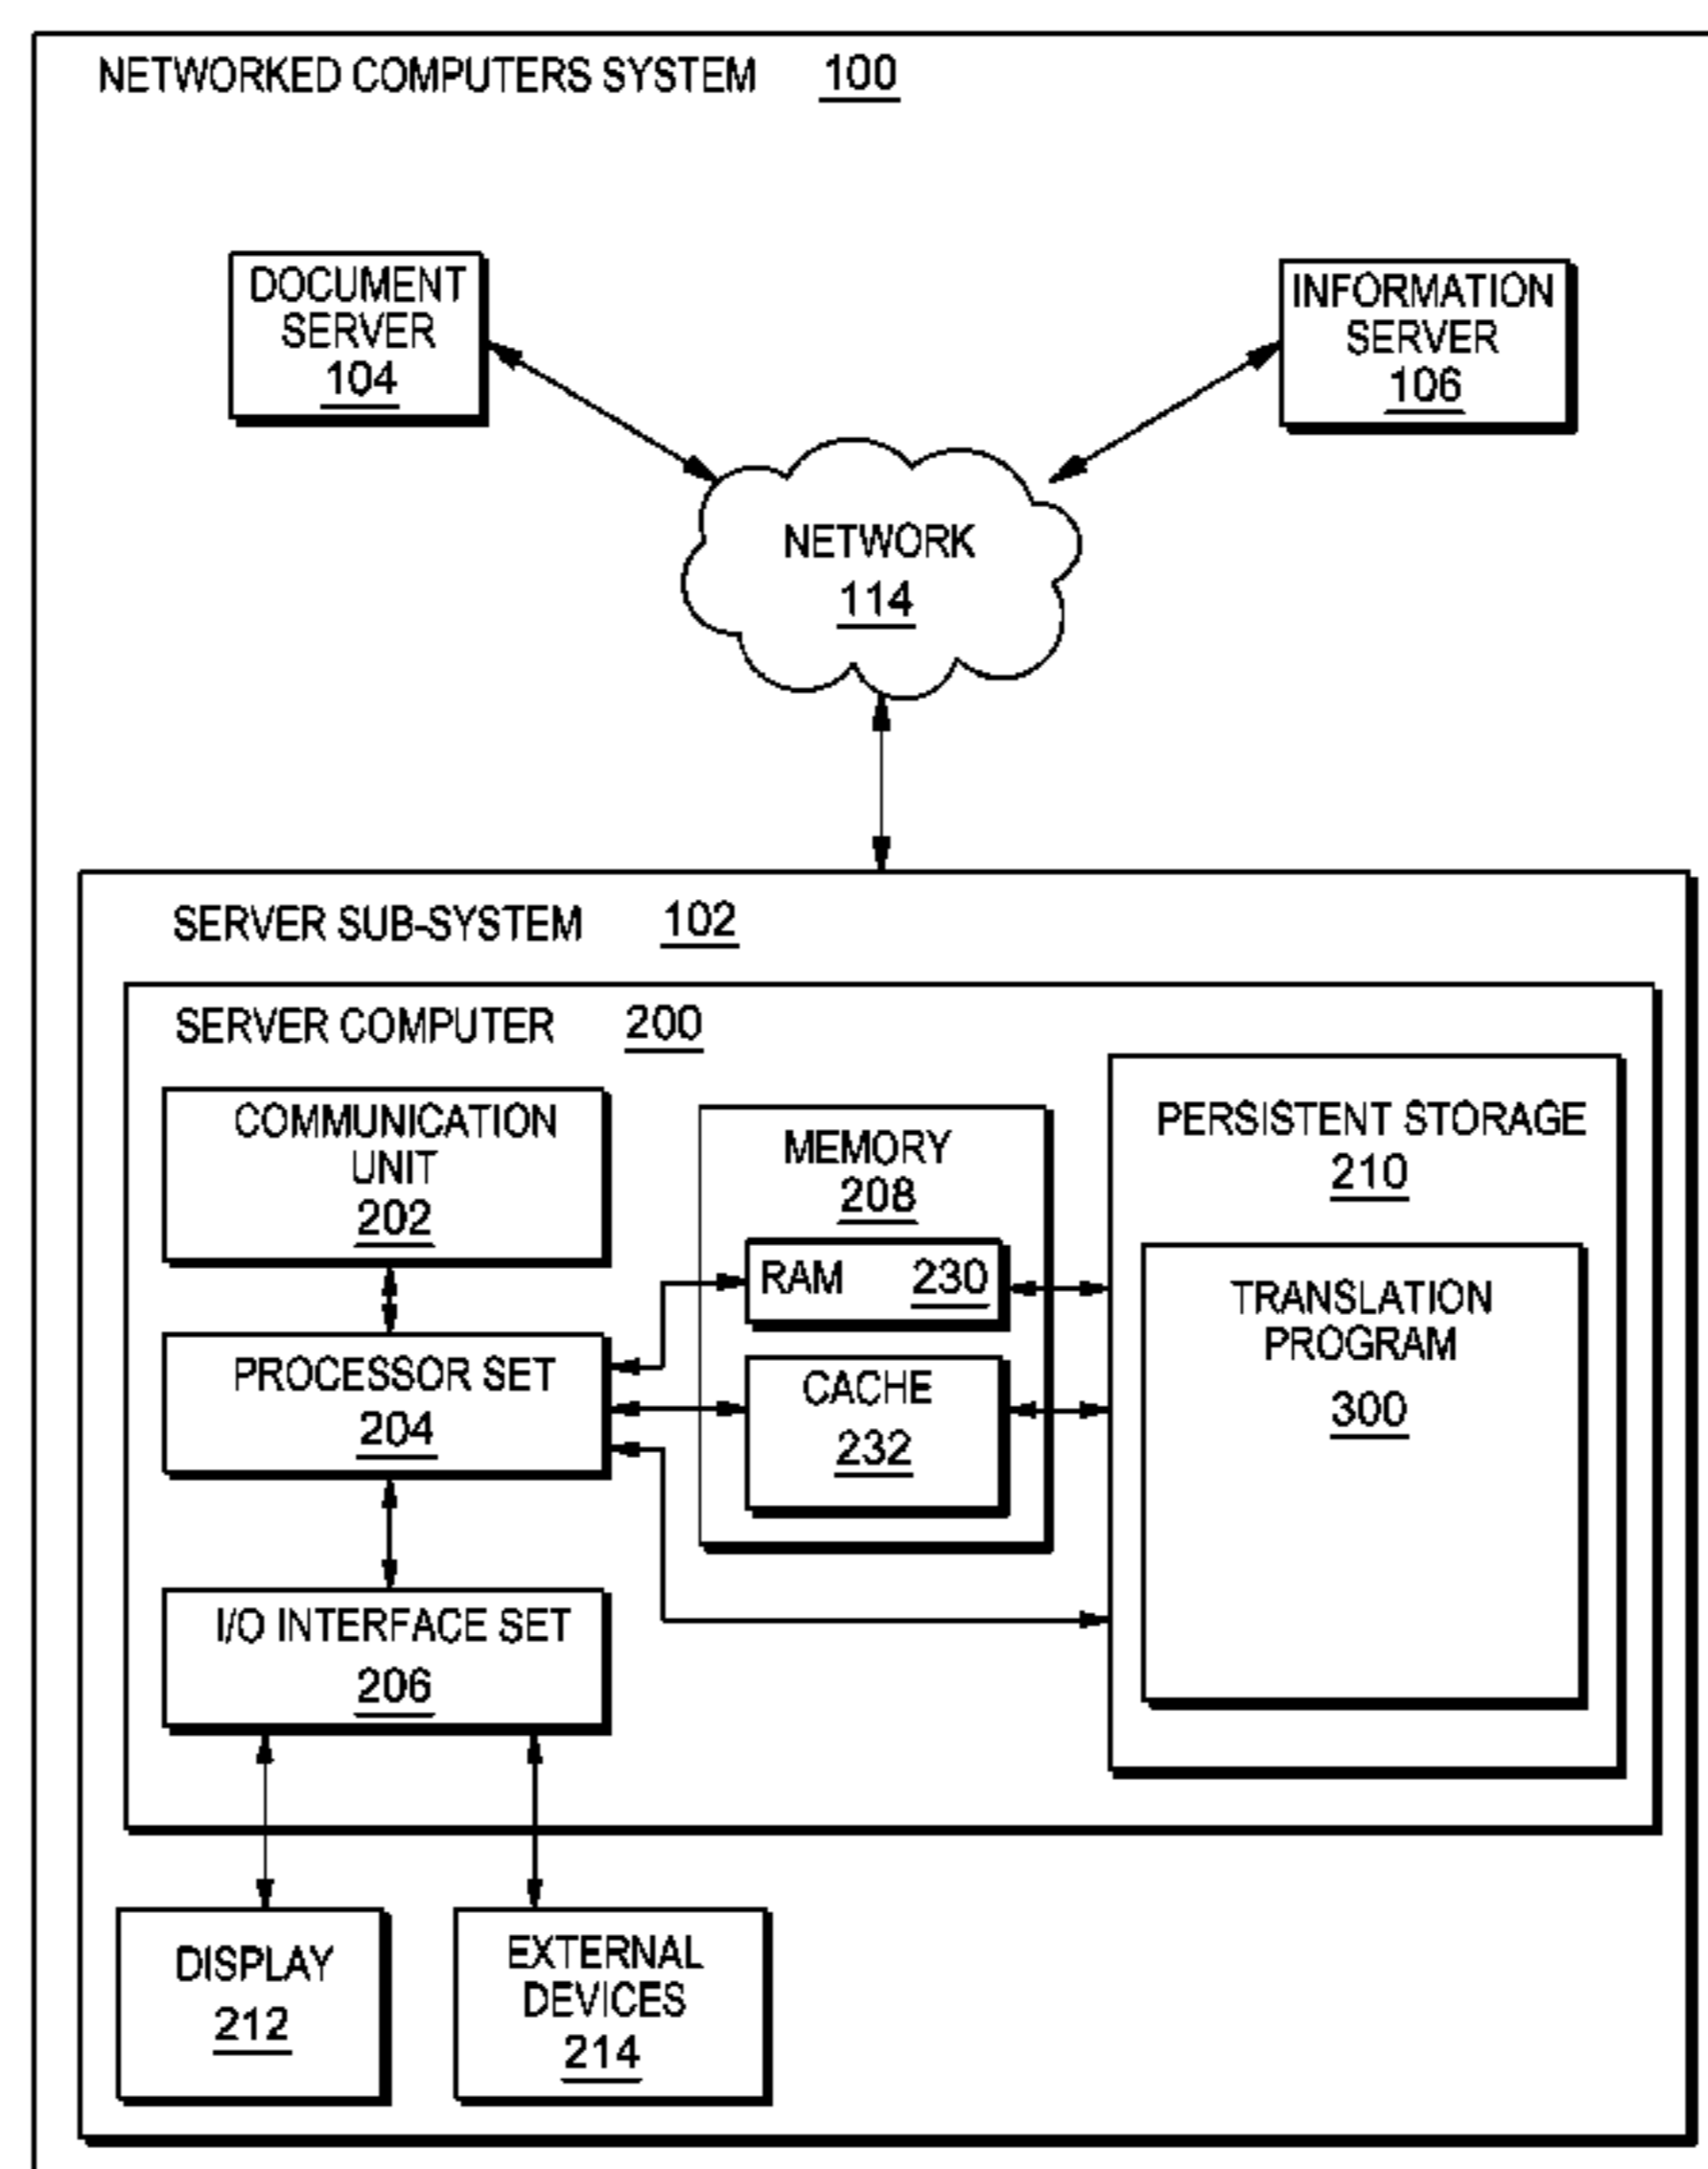 NETWORKED COMPUTERS SYSTEM 100
DOCUMENT
SERVER
104
INFORMATION
SERVER
106
NETWORK
114
SERVER SUB-SYSTEM 102
SERVER COMPUTER 200
COMMUNICATION
UNIT
202
PROCESSOR SET
204
I/O INTERFACE SET
206
MEMORY
208
RAM 230
CACHE
232
PERSISTENT STORAGE
210
TRANSLATION
PROGRAM
300
DISPLAY
212
EXTERNAL
DEVICES
214